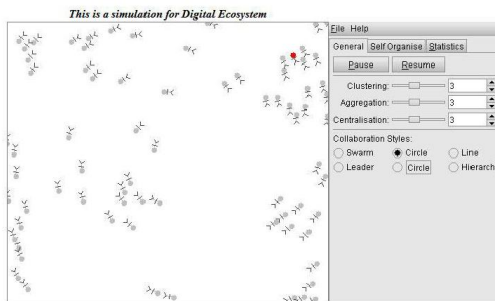 This is a simulation for Digital Ecosystem
File Help
General Self Organise Statistics
Pause Resume
Clustering: 3
Aggregation: 3
Centralisation: 3
Collaboration Styles:
Swarm Circle Line
Leader Circle Hierarch